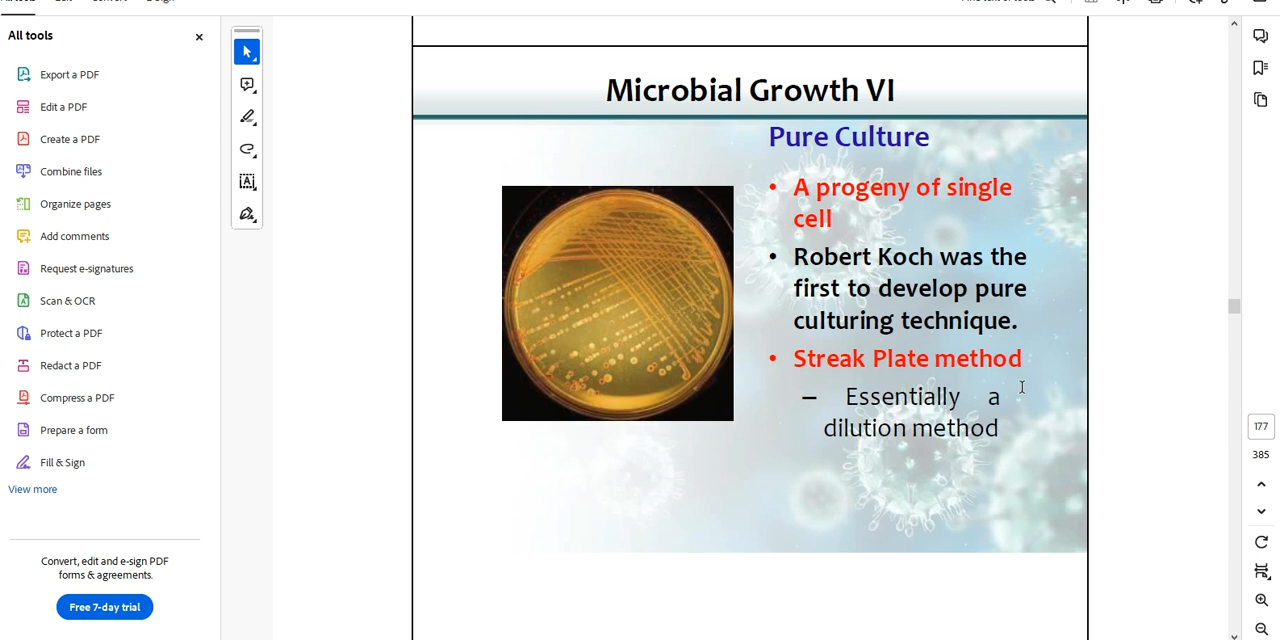 All tools
Export a PDF
Edit a PDF
Create a PDF
Combine files
Organize pages
Add comments
Request e-signatures
Scan & OCR
Protect a PDF
Redact a PDF
Compress a PDF
Prepare a form
Fill & Sign
View more
Convert, edit and e-sign PDF
forms & agreements.
Free 7-day trial
Microbial Growth VI
Pure Culture
• A progeny of single
cell
• Robert Koch was the
first to develop pure
culturing technique.
• Streak Plate method
– Essentially a
dilution method
177
385